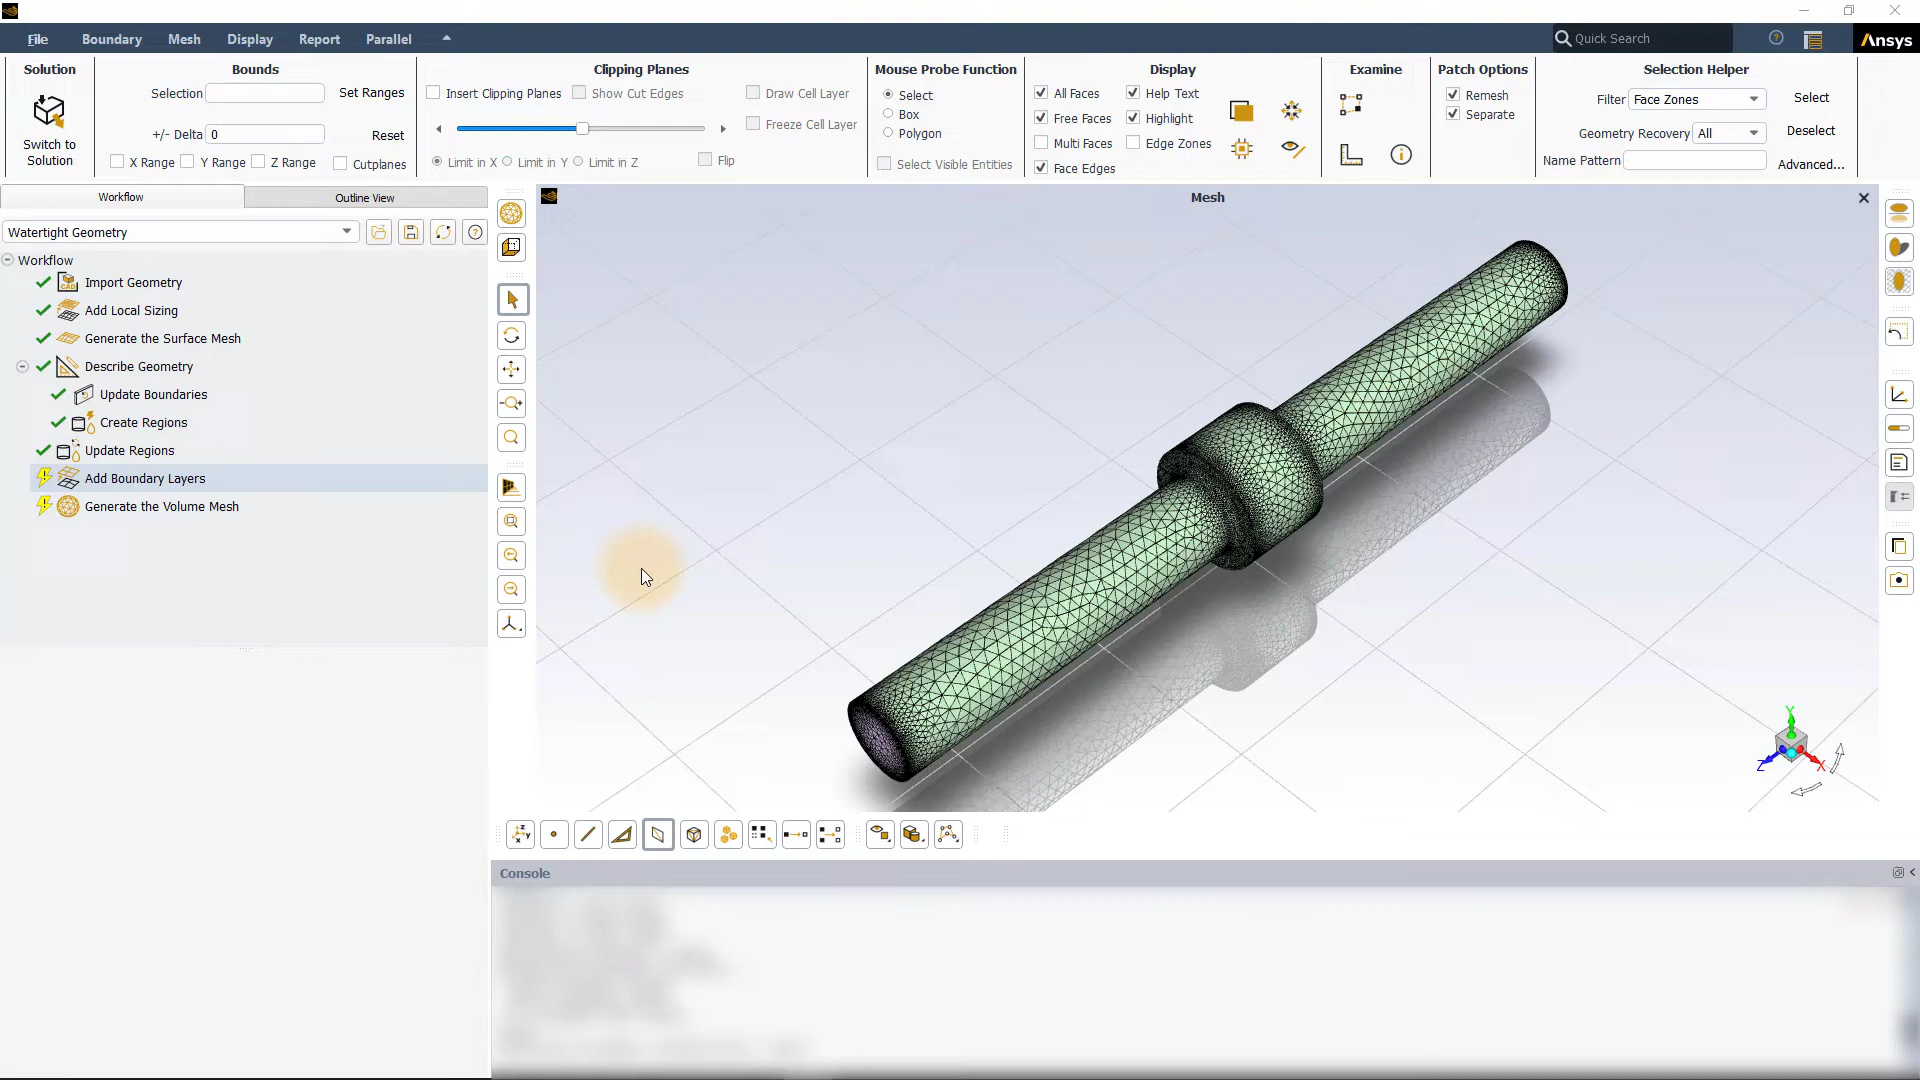 File Boundary Mesh Display Report Parallel Quick Search Ansys
Solution Bounds Clipping Planes Mouse Probe Function Display Examine Patch Options Selection Helper
Switch to Solution
Selection Set Ranges
+/- Delta 0 Reset
X Range Y Range Z Range Cutplanes
Insert Clipping Planes Show Cut Edges Draw Cell Layer
Freeze Cell Layer
Limit in X Limit in Y Limit in Z Flip
Select
Box
Polygon
Select Visible Entities
All Faces Help Text
Free Faces Highlight
Multi Faces Edge Zones
Face Edges
Remesh
Separate
Filter Face Zones Select
Geometry Recovery All Deselect
Name Pattern Advanced...
Workflow Outline View
Watertight Geometry
Workflow
Import Geometry
Add Local Sizing
Generate the Surface Mesh
Describe Geometry
Update Boundaries
Create Regions
Update Regions
Add Boundary Layers
Generate the Volume Mesh
Mesh
Y
Z X
Console